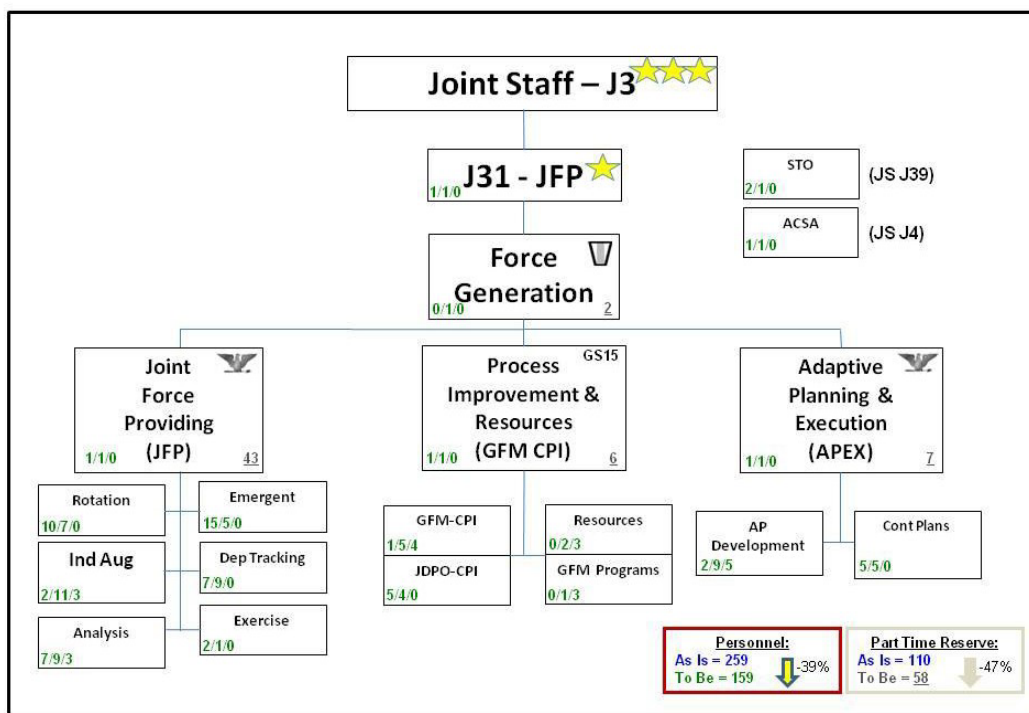 Joint Staff – J3
J31 - JFP
1/1/0
STO
2/1/0
(JS J39)
ACSA
1/1/0
(JS J4)
Force
Generation
0/1/0
2
Joint
Force
Providing
(JFP)
1/1/0
43
GS15
Process
Improvement &
Resources
(GFM CPI)
1/1/0
6
Adaptive
Planning &
Execution
(APEX)
1/1/0
7
Rotation
10/7/0
Emergent
15/5/0
Ind Aug
2/11/3
Dep Tracking
7/9/0
Analysis
7/9/3
Exercise
2/1/0
GFM-CPI
1/5/4
Resources
0/2/3
JDPO-CPI
5/4/0
GFM Programs
0/1/3
AP
Development
2/9/5
Cont Plans
5/5/0
Personnel:
As Is = 259
To Be = 159
-39%
Part Time Reserve:
As Is = 110
To Be = 58
-47%